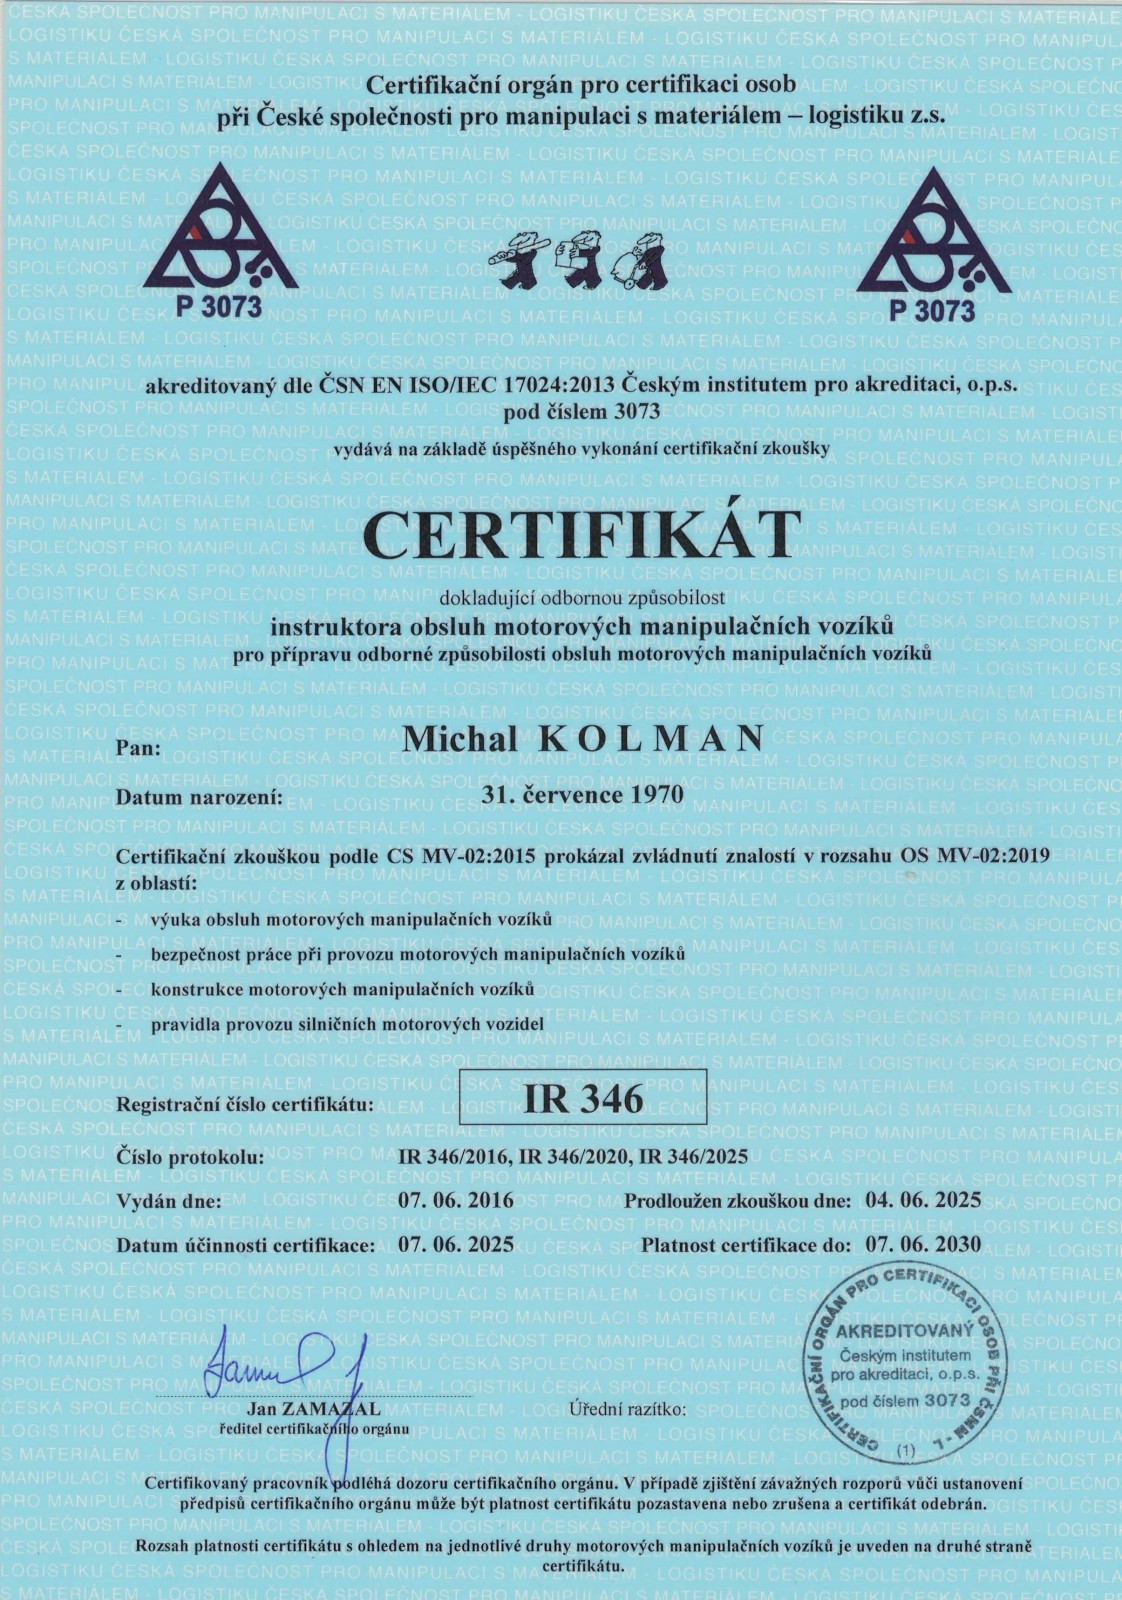 Certifikační orgán pro certifikaci osob
při České společnosti pro manipulaci s materiálem – logistiku z.s.
P 3073
P 3073
akreditovaný dle ČSN EN ISO/IEC 17024:2013 Českým institutem pro akreditaci, o.p.s.
pod číslem 3073
vydává na základě úspěšného vykonání certifikační zkoušky
CERTIFIKÁT
dokladující odbornou způsobilost
instruktora obsluh motorových manipulačních vozíků
pro přípravu odborné způsobilosti obsluh motorových manipulačních vozíků
Pan: Michal K O L M A N
Datum narození: 31. července 1970
Certifikační zkouškou podle CS MV-02:2015 prokázal zvládnutí znalostí v rozsahu OS MV-02:2019
z oblastí:
- výuka obsluh motorových manipulačních vozíků
- bezpečnost práce při provozu motorových manipulačních vozíků
- konstrukce motorových manipulačních vozíků
- pravidla provozu silničních motorových vozidel
Registrační číslo certifikátu: IR 346
Číslo protokolu: IR 346/2016, IR 346/2020, IR 346/2025
Vydán dne: 07. 06. 2016 Prodloužen zkouškou dne: 04. 06. 2025
Datum účinnosti certifikace: 07. 06. 2025 Platnost certifikace do: 07. 06. 2030
CERTIFIKAČNÍ ORGÁN PRO CERTIFIKACI OSOB PŘI ČSMM - L
AKREDITOVANÝ
Českým institutem
pro akreditaci, o.p.s.
pod číslem 3073
(1)
Jan ZAMAZAL
ředitel certifikačního orgánu
Úřední razítko:
Certifikovaný pracovník podléhá dozoru certifikačního orgánu. V případě zjištění závažných rozporů vůči ustanovení
předpisů certifikačního orgánu může být platnost certifikátu pozastavena nebo zrušena a certifikát odebrán.
Rozsah platnosti certifikátu s ohledem na jednotlivé druhy motorových manipulačních vozíků je uveden na druhé straně
certifikátu.